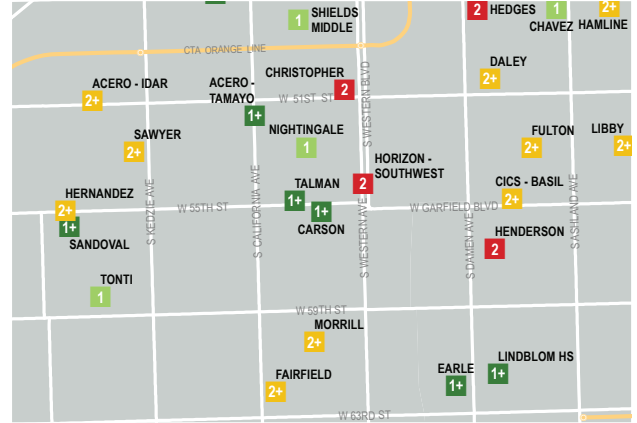 SHIELDS
MIDDLE
1
2
HEDGES
1
CHAVEZ
2+
HAMLINE
CTA ORANGE LINE
ACERO - IDAR
2+
ACERO -
TAMAYO
1+
CHRISTOPHER
2
DALEY
2+
W 51ST ST
S WESTERN BLVD
SAWYER
2+
NIGHTINGALE
1
FULTON
2+
LIBBY
2+
HORIZON -
SOUTHWEST
2
HERNANDEZ
2+
1+
SANDOVAL
TALMAN
1+
1+
CARSON
CICS - BASIL
2+
W 55TH ST
W GARFIELD BLVD
S KEDZIE AVE
S CALIFORNIA AVE
S WESTERN AVE
S DAMEN AVE
S ASHLAND AVE
HENDERSON
2
TONTI
1
W 59TH ST
MORRILL
2+
FAIRFIELD
2+
EARLE
1+
LINDBLOM HS
1+
W 63RD ST